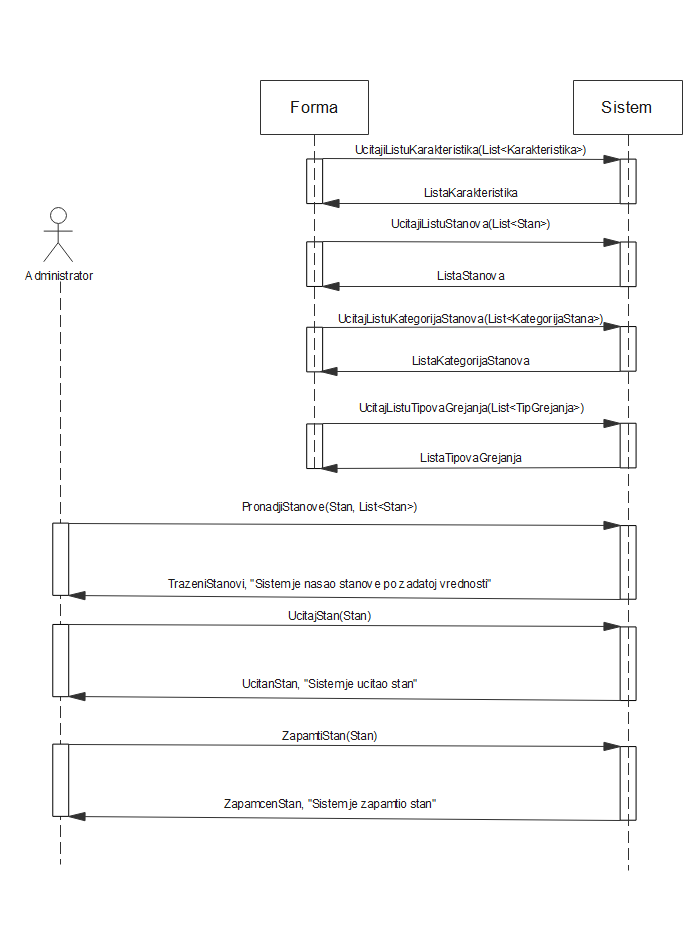 Forma
Sistem
UcitajiListuKarakteristika(List<Karakteristika>)
ListaKarakteristika
UcitajiListuStanova(List<Stan>)
Administrator
ListaStanova
UcitajListuKategorijaStanova(List<KategorijaStana>)
ListaKategorijaStanova
UcitajListuTipovaGrejanja(List<TipGrejanja>)
ListaTipovaGrejanja
PronadjiStanove(Stan, List<Stan>)
TrazeniStanovi, "Sistem je nasao stanove po zadatoj vrednosti"
UcitajStan(Stan)
UcitanStan, "Sistem je ucitao stan"
ZapamtiStan(Stan)
ZapamcenStan, "Sistem je zapamtio stan"